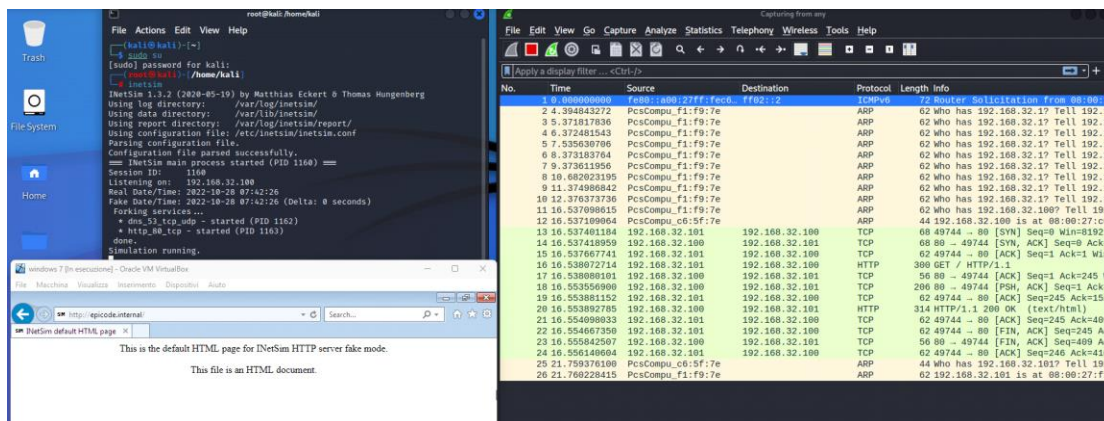 Trash
File System
Home
root@kali: /home/kali
File Actions Edit View Help
(kali㉿kali)-[~]
$ sudo su
[sudo] password for kali:
(root㉿kali)-[/home/kali]
# inetsim
INetSim 1.3.2 (2020-05-19) by Matthias Eckert & Thomas Hungenberg
Using log directory: /var/log/inetsim/
Using data directory: /var/lib/inetsim/
Using report directory: /var/log/inetsim/report/
Using configuration file: /etc/inetsim/inetsim.conf
Parsing configuration file.
Configuration file parsed successfully.
=== INetSim main process started (PID 1160) ===
Session ID: 1160
Listening on: 192.168.32.100
Real Date/Time: 2022-10-28 07:42:26
Fake Date/Time: 2022-10-28 07:42:26 (Delta: 0 seconds)
Forking services...
* dns_53_tcp_udp - started (PID 1162)
* http_80_tcp - started (PID 1163)
done.
Simulation running.
windows 7 [In esecuzione] - Oracle VM VirtualBox
File Macchina Visualizza Inserimento Dispositivi Aiuto
http://epicode.internal/
Search...
INetSim default HTML page
This is the default HTML page for INetSim HTTP server fake mode.
This file is an HTML document.
Capturing from any
File Edit View Go Capture Analyze Statistics Telephony Wireless Tools Help
Apply a display filter ... <Ctrl-/>
No. Time Source Destination Protocol Length Info
1 0.000000000 fe80::a00:27ff:fec6… ff02::2 ICMPv6 72 Router Solicitation from 08:00:
2 4.394843272 PcsCompu_f1:f9:7e ARP 62 Who has 192.168.32.1? Tell 192.
3 5.371817836 PcsCompu_f1:f9:7e ARP 62 Who has 192.168.32.1? Tell 192.
4 6.372481543 PcsCompu_f1:f9:7e ARP 62 Who has 192.168.32.1? Tell 192.
5 7.535630706 PcsCompu_f1:f9:7e ARP 62 Who has 192.168.32.1? Tell 192.
6 8.373183764 PcsCompu_f1:f9:7e ARP 62 Who has 192.168.32.1? Tell 192.
7 9.373611956 PcsCompu_f1:f9:7e ARP 62 Who has 192.168.32.1? Tell 192.
8 10.682023195 PcsCompu_f1:f9:7e ARP 62 Who has 192.168.32.1? Tell 192.
9 11.374986842 PcsCompu_f1:f9:7e ARP 62 Who has 192.168.32.1? Tell 192.
10 12.376373736 PcsCompu_f1:f9:7e ARP 62 Who has 192.168.32.1? Tell 192.
11 16.537098615 PcsCompu_f1:f9:7e ARP 62 Who has 192.168.32.100? Tell 19
12 16.537109064 PcsCompu_c6:5f:7e ARP 44 192.168.32.100 is at 08:00:27:c
13 16.537401184 192.168.32.101 192.168.32.100 TCP 68 49744 → 80 [SYN] Seq=0 Win=8192
14 16.537418959 192.168.32.100 192.168.32.101 TCP 68 80 → 49744 [SYN, ACK] Seq=0 Ack
15 16.537667741 192.168.32.101 192.168.32.100 TCP 62 49744 → 80 [ACK] Seq=1 Ack=1 Wi
16 16.538072714 192.168.32.101 192.168.32.100 HTTP 300 GET / HTTP/1.1
17 16.538080101 192.168.32.100 192.168.32.101 TCP 56 80 → 49744 [ACK] Seq=1 Ack=245
18 16.553556900 192.168.32.100 192.168.32.101 TCP 206 80 → 49744 [PSH, ACK] Seq=1 Ack
19 16.553881152 192.168.32.101 192.168.32.100 TCP 62 49744 → 80 [ACK] Seq=245 Ack=15
20 16.553892785 192.168.32.100 192.168.32.101 HTTP 314 HTTP/1.1 200 OK (text/html)
21 16.554098033 192.168.32.101 192.168.32.100 TCP 62 49744 → 80 [ACK] Seq=245 Ack=40
22 16.554667350 192.168.32.101 192.168.32.100 TCP 62 49744 → 80 [FIN, ACK] Seq=245 A
23 16.555842507 192.168.32.100 192.168.32.101 TCP 56 80 → 49744 [FIN, ACK] Seq=409 A
24 16.556140604 192.168.32.101 192.168.32.100 TCP 62 49744 → 80 [ACK] Seq=246 Ack=41
25 21.759376100 PcsCompu_c6:5f:7e ARP 44 Who has 192.168.32.101? Tell 19
26 21.760228415 PcsCompu_f1:f9:7e ARP 62 192.168.32.101 is at 08:00:27:f